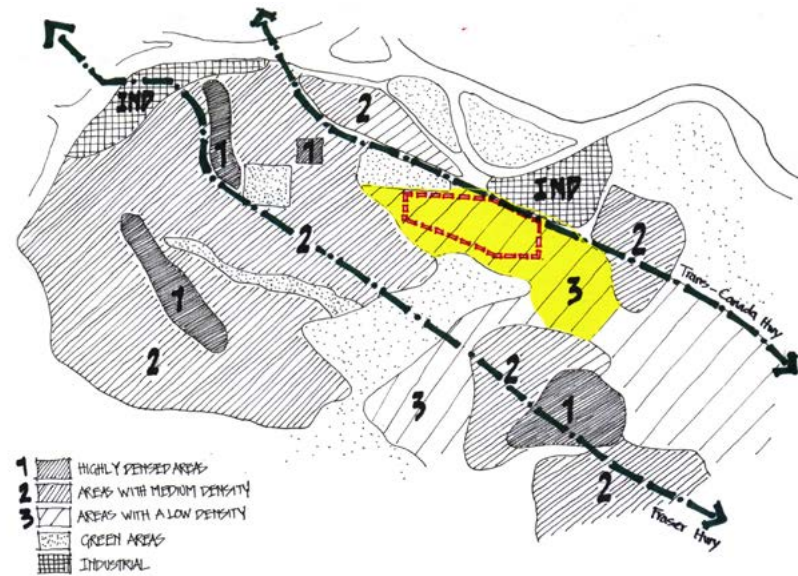 IND
2
1
1
IND
2
2
3
Trans-Canada Hwy
1
2
2
3
1
2
Fraser Hwy
1 HIGHLY DENSED AREAS
2 AREAS WITH MEDIUM DENSITY
3 AREAS WITH A LOW DENSITY
GREEN AREAS
INDUSTRIAL